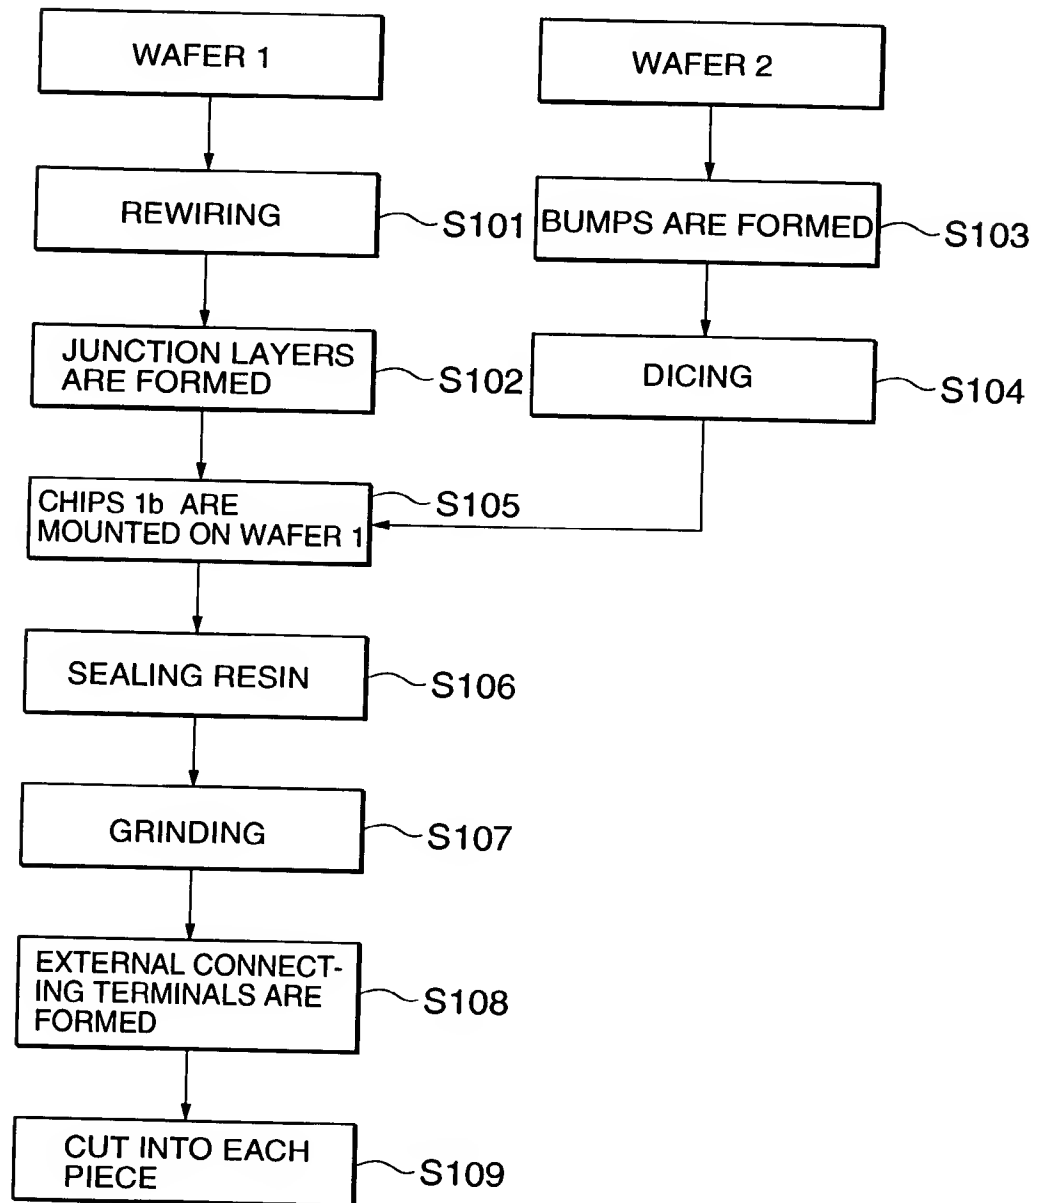 WAFER 1
WAFER 2
REWIRING
S101
BUMPS ARE FORMED
S103
JUNCTION LAYERS
ARE FORMED
S102
DICING
S104
CHIPS 1b ARE
MOUNTED ON WAFER 1
S105
SEALING RESIN
S106
GRINDING
S107
EXTERNAL CONNECT-
ING TERMINALS ARE
FORMED
S108
CUT INTO EACH
PIECE
S109